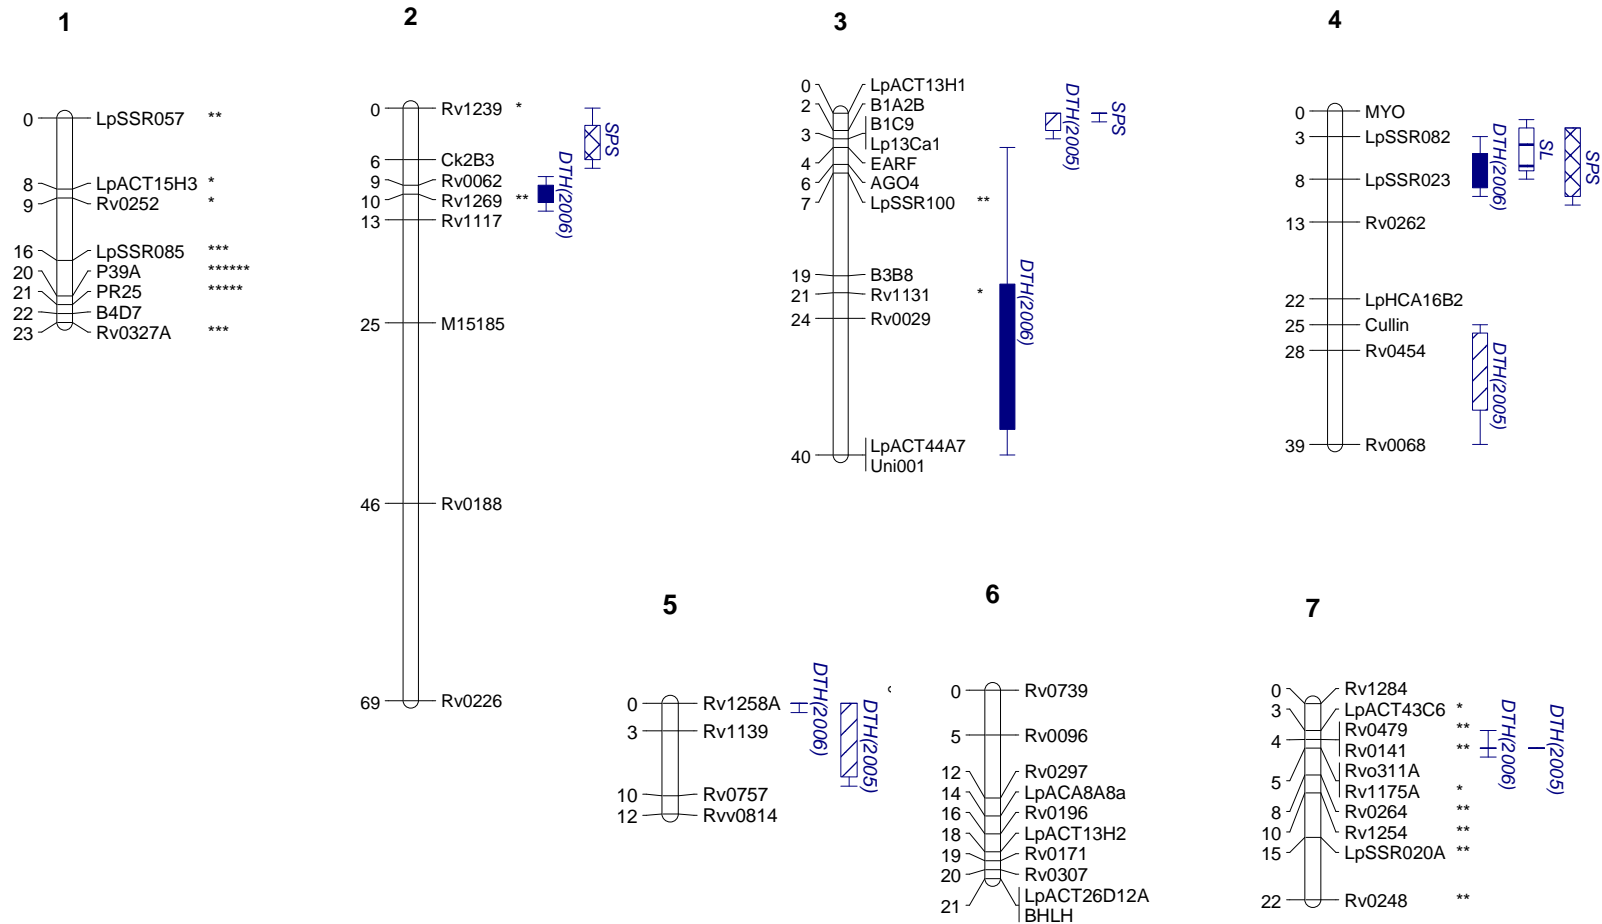 1
0 LpSSR057 **
8 LpACT15H3 *
9 Rv0252 *
16 LpSSR085 ***
20 P39A ******
21 PR25 *****
22 B4D7
23 Rv0327A ***
2
0 Rv1239 *
6 Ck2B3
9 Rv0062
10 Rv1269 **
13 Rv1117
25 M15185
46 Rv0188
69 Rv0226
SPS
DTH(2006)
3
0 LpACT13H1
2 B1A2B
3 B1C9
Lp13Ca1
4 EARF
6 AGO4
7 LpSSR100 **
19 B3B8
21 Rv1131 *
24 Rv0029
40 LpACT44A7
Uni001
DTH(2005)
SPS
DTH(2006)
4
0 MYO
3 LpSSR082
8 LpSSR023
13 Rv0262
22 LpHCA16B2
25 Cullin
28 Rv0454
39 Rv0068
DTH(2006)
SL
SPS
DTH(2005)
5
0 Rv1258A
3 Rv1139
10 Rv0757
12 Rvv0814
DTH(2006)
DTH(2005)
6
0 Rv0739
5 Rv0096
12 Rv0297
14 LpACA8A8a
16 Rv0196
18 LpACT13H2
19 Rv0171
20 Rv0307
21 LpACT26D12A
BHLH
7
0 Rv1284
3 LpACT43C6 *
4 Rv0479 **
Rv0141 **
5 Rvo311A
Rv1175A *
8 Rv0264 **
10 Rv1254 **
15 LpSSR020A **
22 Rv0248 **
DTH(2006)
DTH(2005)